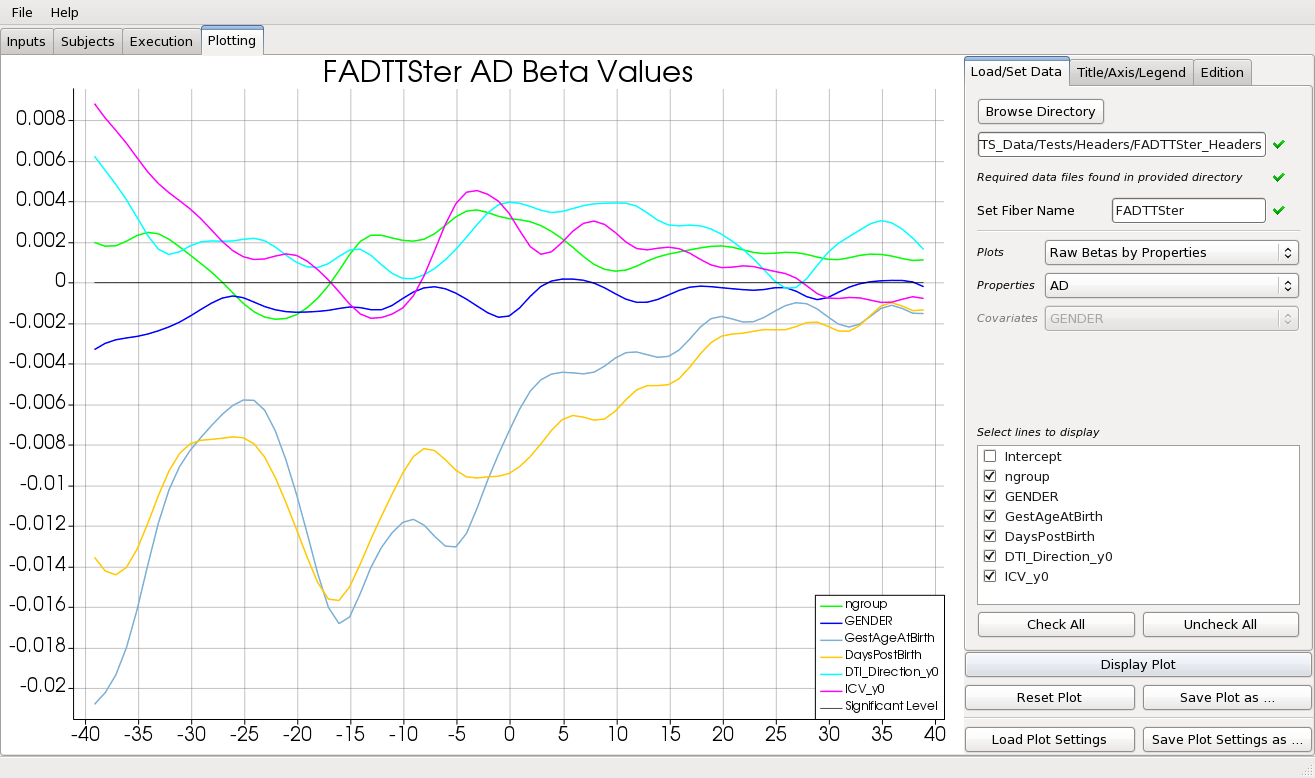 File Help
Inputs Subjects Execution Plotting
FADTTSter AD Beta Values
0.008
0.006
0.004
0.002
0
-0.002
-0.004
-0.006
-0.008
-0.01
-0.012
-0.014
-0.016
-0.018
-0.02
-40 -35 -30 -25 -20 -15 -10 -5 0 5 10 15 20 25 30 35 40
ngroup
GENDER
GestAgeAtBirth
DaysPostBirth
DTI_Direction_y0
ICV_y0
Significant Level
Load/Set Data Title/Axis/Legend Edition
Browse Directory
TS_Data/Tests/Headers/FADTTSter_Headers
Required data files found in provided directory
Set Fiber Name FADTTSter
Plots Raw Betas by Properties
Properties AD
Covariates GENDER
Select lines to display
Intercept
ngroup
GENDER
GestAgeAtBirth
DaysPostBirth
DTI_Direction_y0
ICV_y0
Check All Uncheck All
Display Plot
Reset Plot Save Plot as ...
Load Plot Settings Save Plot Settings as ...